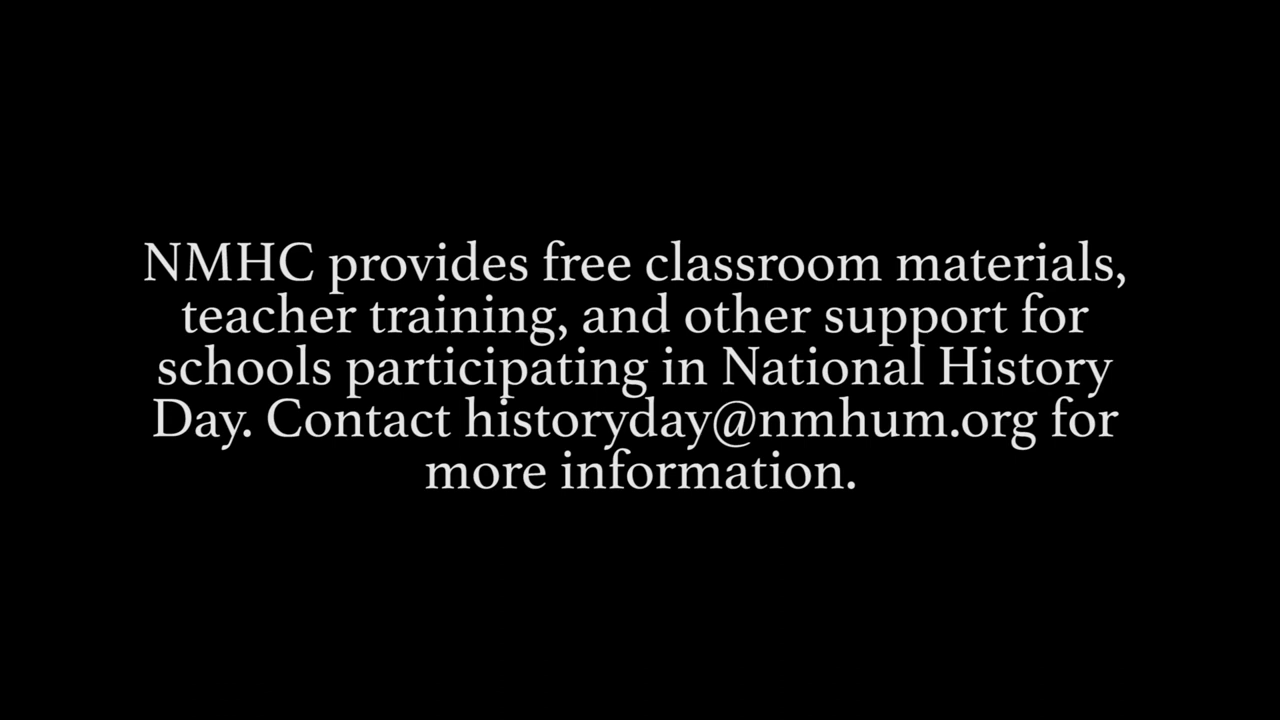 NMHC provides free classroom materials,
teacher training, and other support for
schools participating in National History
Day. Contact historyday@nmhum.org for
more information.